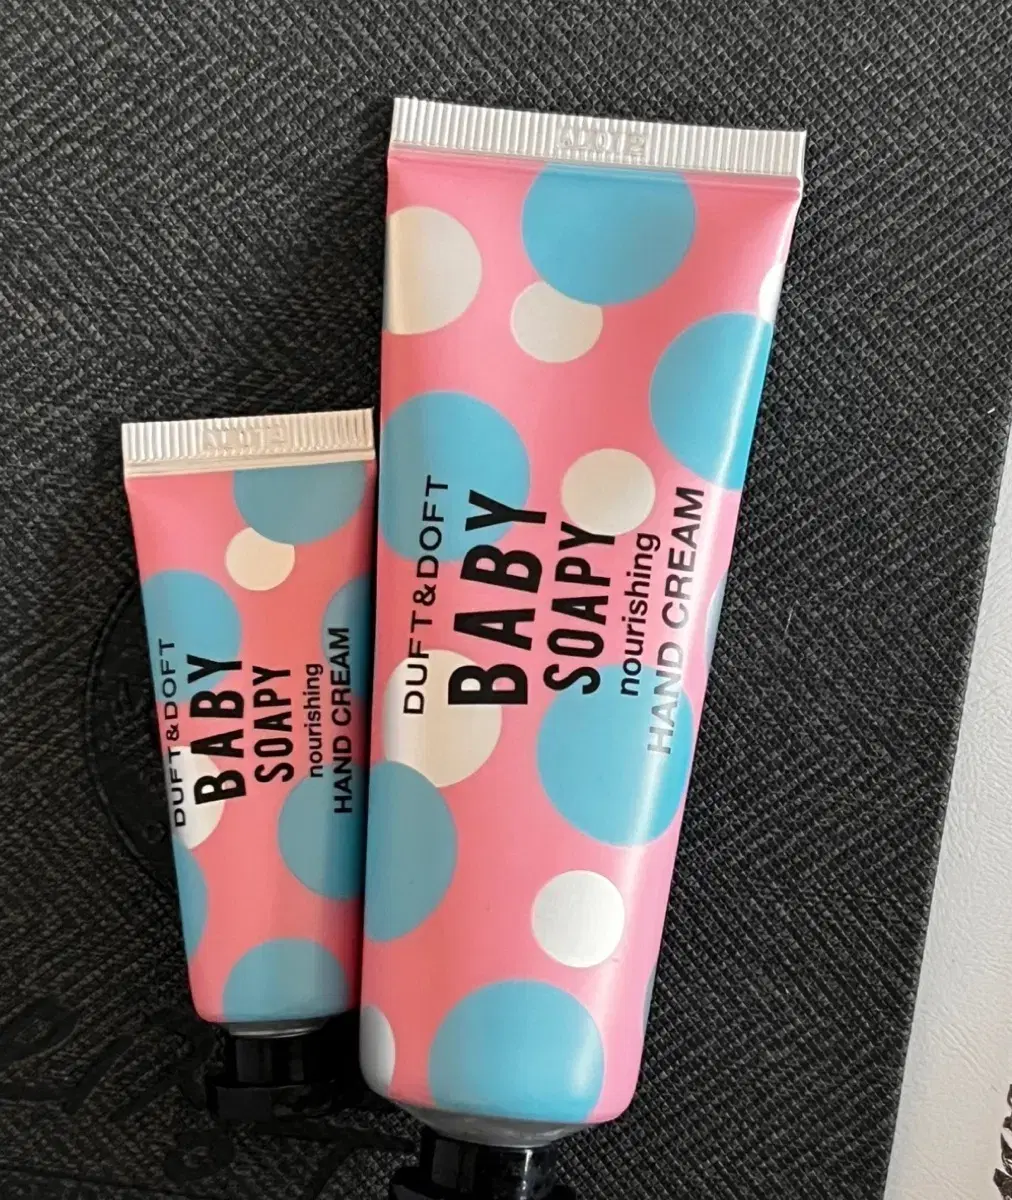 DUFT&DOFT
BABY
SOAPY
nourishing
HAND CREAM
DUFT&DOFT
BABY
SOAPY
nourishing
HAND CREAM